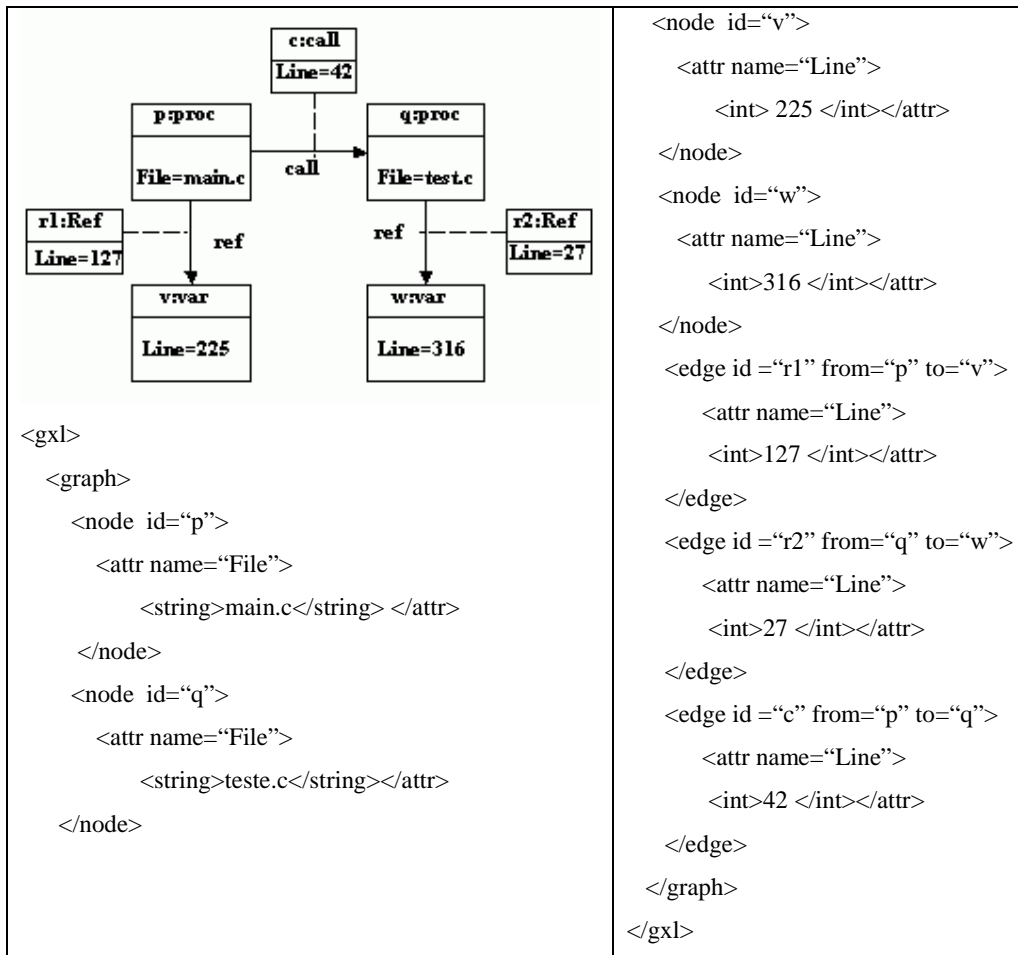 c:call
Line=42
p:proc
q:proc
call
File=main.c
File=test.c
r1:Ref
r2:Ref
ref
ref
Line=127
Line=27
v:var
w:var
Line=225
Line=316
<gxl>
<graph>
<node id=“p”>
<attr name=“File”>
<string>main.c</string> </attr>
</node>
<node id=“q”>
<attr name=“File”>
<string>teste.c</string></attr>
</node>
<node id=“v”>
<attr name=“Line”>
<int> 225 </int></attr>
</node>
<node id=“w”>
<attr name=“Line”>
<int>316 </int></attr>
</node>
<edge id =“r1” from=“p” to=“v”>
<attr name=“Line”>
<int>127 </int></attr>
</edge>
<edge id =“r2” from=“q” to=“w”>
<attr name=“Line”>
<int>27 </int></attr>
</edge>
<edge id =“c” from=“p” to=“q”>
<attr name=“Line”>
<int>42 </int></attr>
</edge>
</graph>
</gxl>